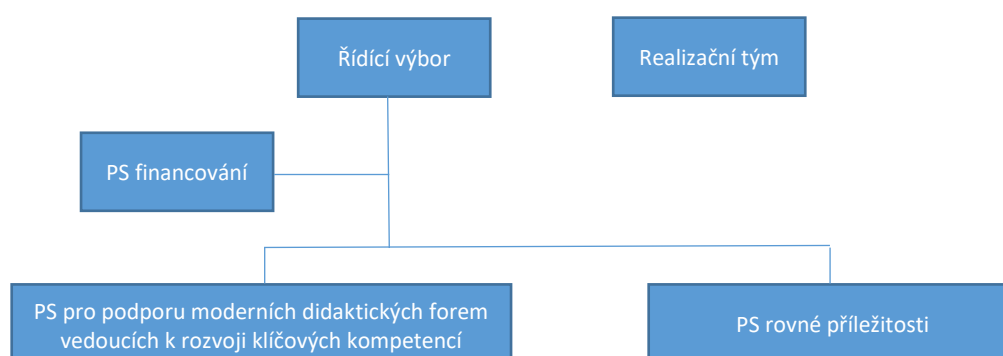 Řídící výbor
Realizační tým
PS financování
PS pro podporu moderních didaktických forem
vedoucích k rozvoji klíčových kompetencí
PS rovné příležitosti